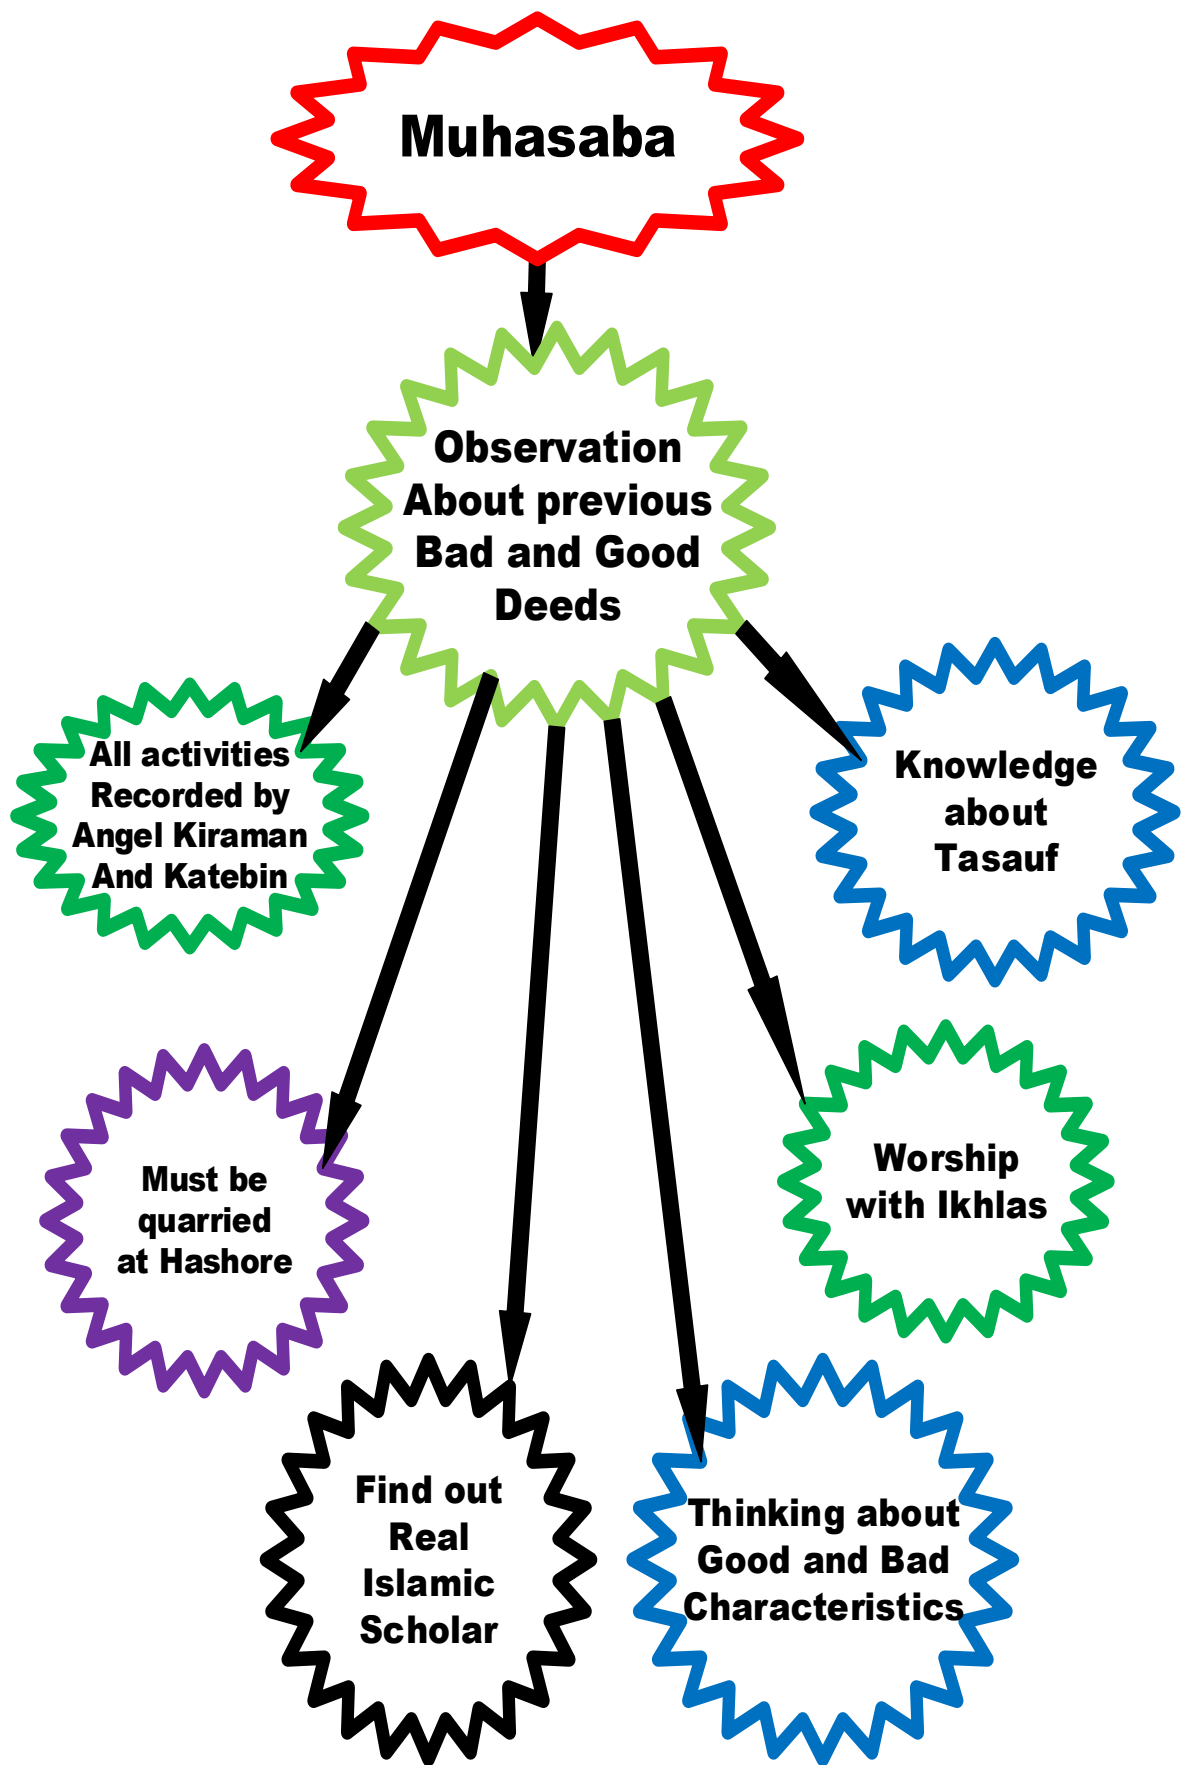 Muhasaba
Observation
About previous
Bad and Good
Deeds
All activities
Recorded by
Angel Kiraman
And Katebin
Knowledge
about
Tasauf
Must be
quarried
at Hashore
Worship
with Ikhlas
Find out
Real
Islamic
Scholar
Thinking about
Good and Bad
Characteristics